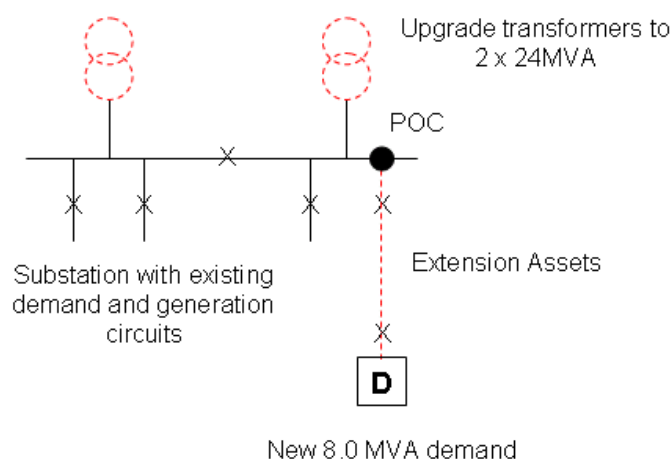 Upgrade transformers to
2 x 24MVA
POC
Extension Assets
Substation with existing
demand and generation
circuits
D
New 8.0 MVA demand